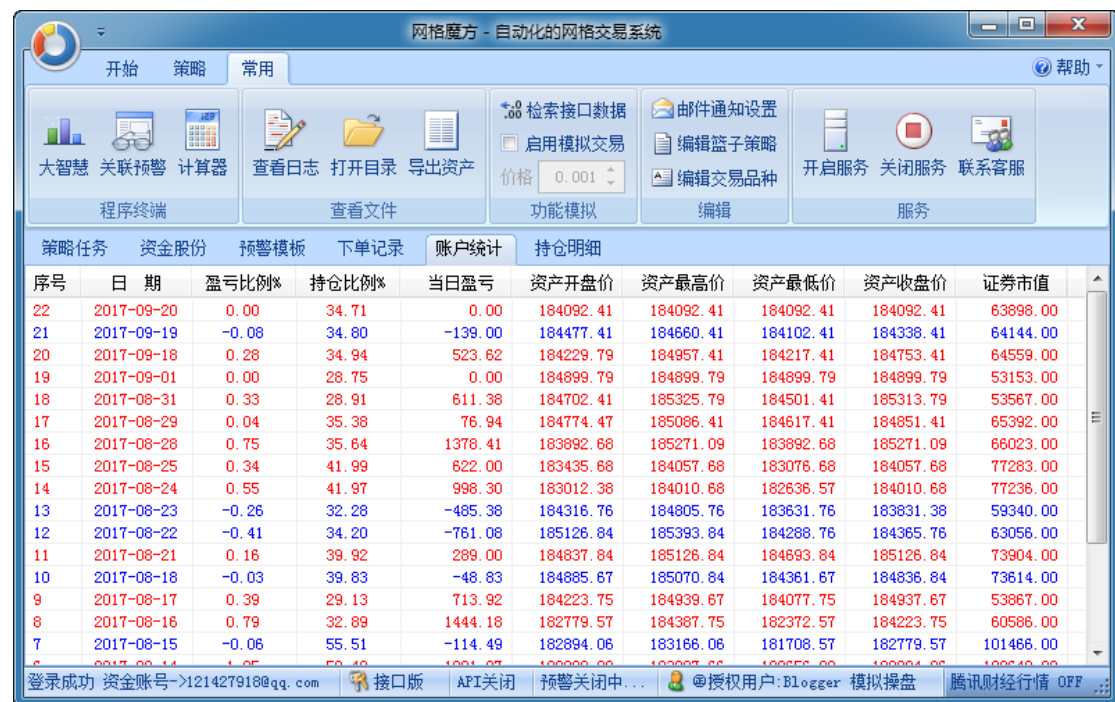 网格魔方 - 自动化的网格交易系统
开始 策略 常用 帮助
大智慧 关联预警 计算器 查看日志 打开目录 导出资产 检索接口数据 启用模拟交易 价格 0.001 邮件通知设置 编辑篮子策略 编辑交易品种 开启服务 关闭服务 联系客服
程序终端 查看文件 功能模拟 编辑 服务
策略任务 资金股份 预警模板 下单记录 账户统计 持仓明细
序号 日 期 盈亏比例% 持仓比例% 当日盈亏 资产开盘价 资产最高价 资产最低价 资产收盘价 证券市值
22 2017-09-20 0.00 34.71 0.00 184092.41 184092.41 184092.41 184092.41 63898.00
21 2017-09-19 -0.08 34.80 -139.00 184477.41 184660.41 184102.41 184338.41 64144.00
20 2017-09-18 0.28 34.94 523.62 184229.79 184957.41 184217.41 184753.41 64559.00
19 2017-09-01 0.00 28.75 0.00 184899.79 184899.79 184899.79 184899.79 53153.00
18 2017-08-31 0.33 28.91 611.38 184702.41 185325.79 184501.41 185313.79 53567.00
17 2017-08-29 0.04 35.38 76.94 184774.47 185086.41 184617.41 184851.41 65392.00
16 2017-08-28 0.75 35.64 1378.41 183892.68 185271.09 183892.68 185271.09 66023.00
15 2017-08-25 0.34 41.99 622.00 183435.68 184057.68 183076.68 184057.68 77283.00
14 2017-08-24 0.55 41.97 998.30 183012.38 184010.68 182636.57 184010.68 77236.00
13 2017-08-23 -0.26 32.28 -485.38 184316.76 184805.76 183631.76 183831.38 59340.00
12 2017-08-22 -0.41 34.20 -761.08 185126.84 185393.84 184288.76 184365.76 63056.00
11 2017-08-21 0.16 39.92 289.00 184837.84 185126.84 184693.84 185126.84 73904.00
10 2017-08-18 -0.03 39.83 -48.83 184885.67 185070.84 184361.67 184836.84 73614.00
9 2017-08-17 0.39 29.13 713.92 184223.75 184939.67 184077.75 184937.67 53867.00
8 2017-08-16 0.79 32.89 1444.18 182779.57 184387.75 182372.57 184223.75 60586.00
7 2017-08-15 -0.06 55.51 -114.49 182894.06 183166.06 181708.57 182779.57 101466.00
登录成功 资金账号->121427918@qq.com 接口版 API关闭 预警关闭中... @授权用户:Blogger 模拟操盘 腾讯财经行情 OFF